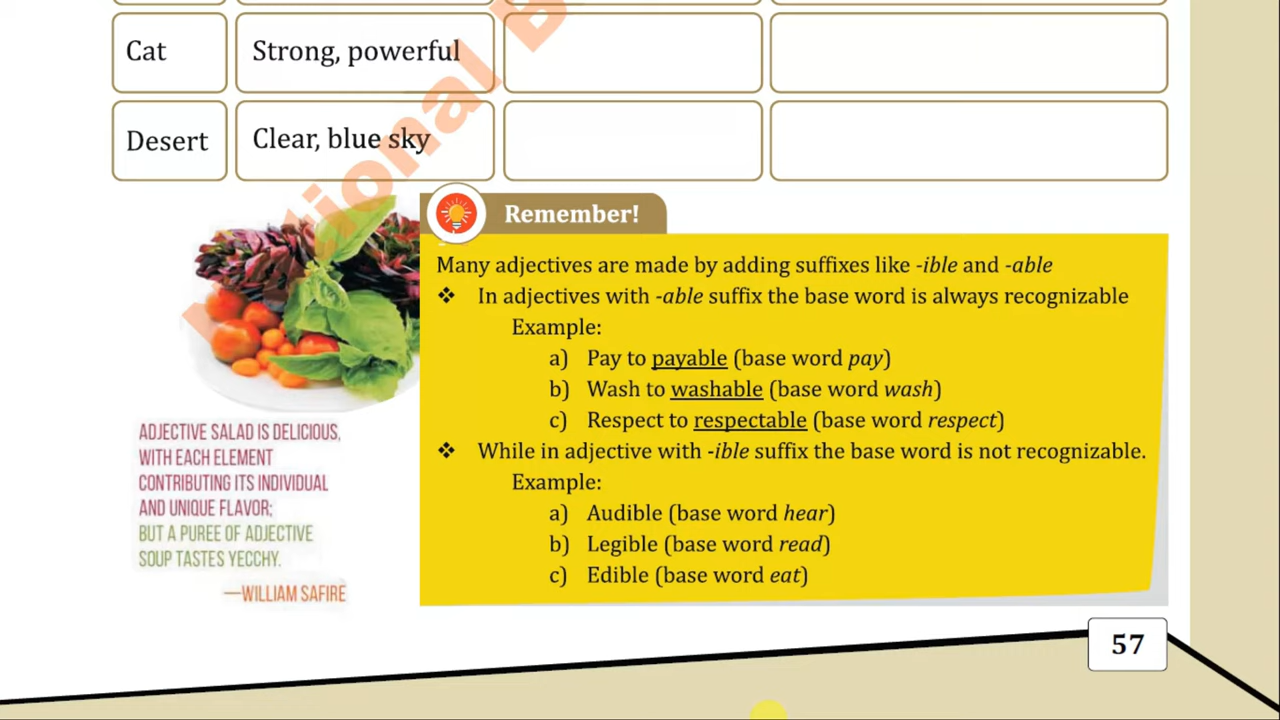 Cat Strong, powerful
Desert Clear, blue sky
Remember!
Many adjectives are made by adding suffixes like -ible and -able
❖ In adjectives with -able suffix the base word is always recognizable
Example:
a) Pay to payable (base word pay)
b) Wash to washable (base word wash)
c) Respect to respectable (base word respect)
❖ While in adjective with -ible suffix the base word is not recognizable.
Example:
a) Audible (base word hear)
b) Legible (base word read)
c) Edible (base word eat)
ADJECTIVE SALAD IS DELICIOUS,
WITH EACH ELEMENT
CONTRIBUTING ITS INDIVIDUAL
AND UNIQUE FLAVOR;
BUT A PUREE OF ADJECTIVE
SOUP TASTES YECCHY.
—WILLIAM SAFIRE
57